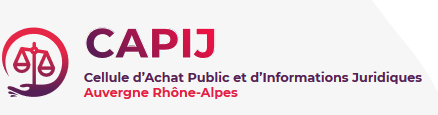 CAPIJ
Cellule d'Achat Public et d'Informations Juridiques
Auvergne Rhône-Alpes